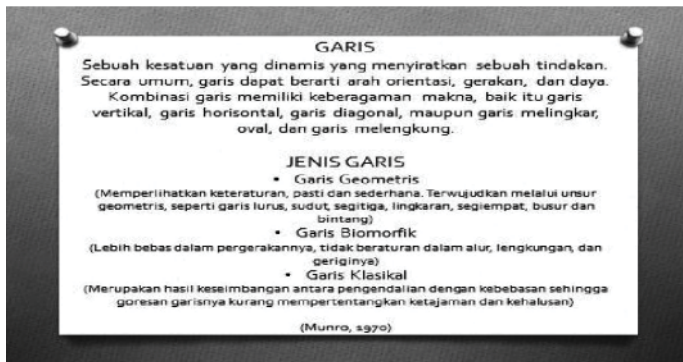 GARIS
Sebuah kesatuan yang dinamis yang menyiratkan sebuah tindakan.
Secara umum, garis dapat berarti arah orientasi, gerakan, dan daya.
Kombinasi garis memiliki keberagaman makna, baik itu garis
vertikal, garis horisontal, garis diagonal, maupun garis melingkar,
oval, dan garis melengkung.
JENIS GARIS
• Garis Geometris
(Memperlihatkan keteraturan, pasti dan sederhana. Terwujudkan melalui unsur
geometris, seperti garis lurus, sudut, segitiga, lingkaran, segiempat, busur dan
bintang)
• Garis Biomorfik
(Lebih bebas dalam pergerakannya, tidak beraturan dalam alur, lengkungan, dan
geriginya)
• Garis Klasikal
(Merupakan hasil keseimbangan antara pengendalian dengan kebebasan sehingga
goresan garisnya kurang mempertentangkan ketajaman dan kehalusan)
(Munro, 1970)